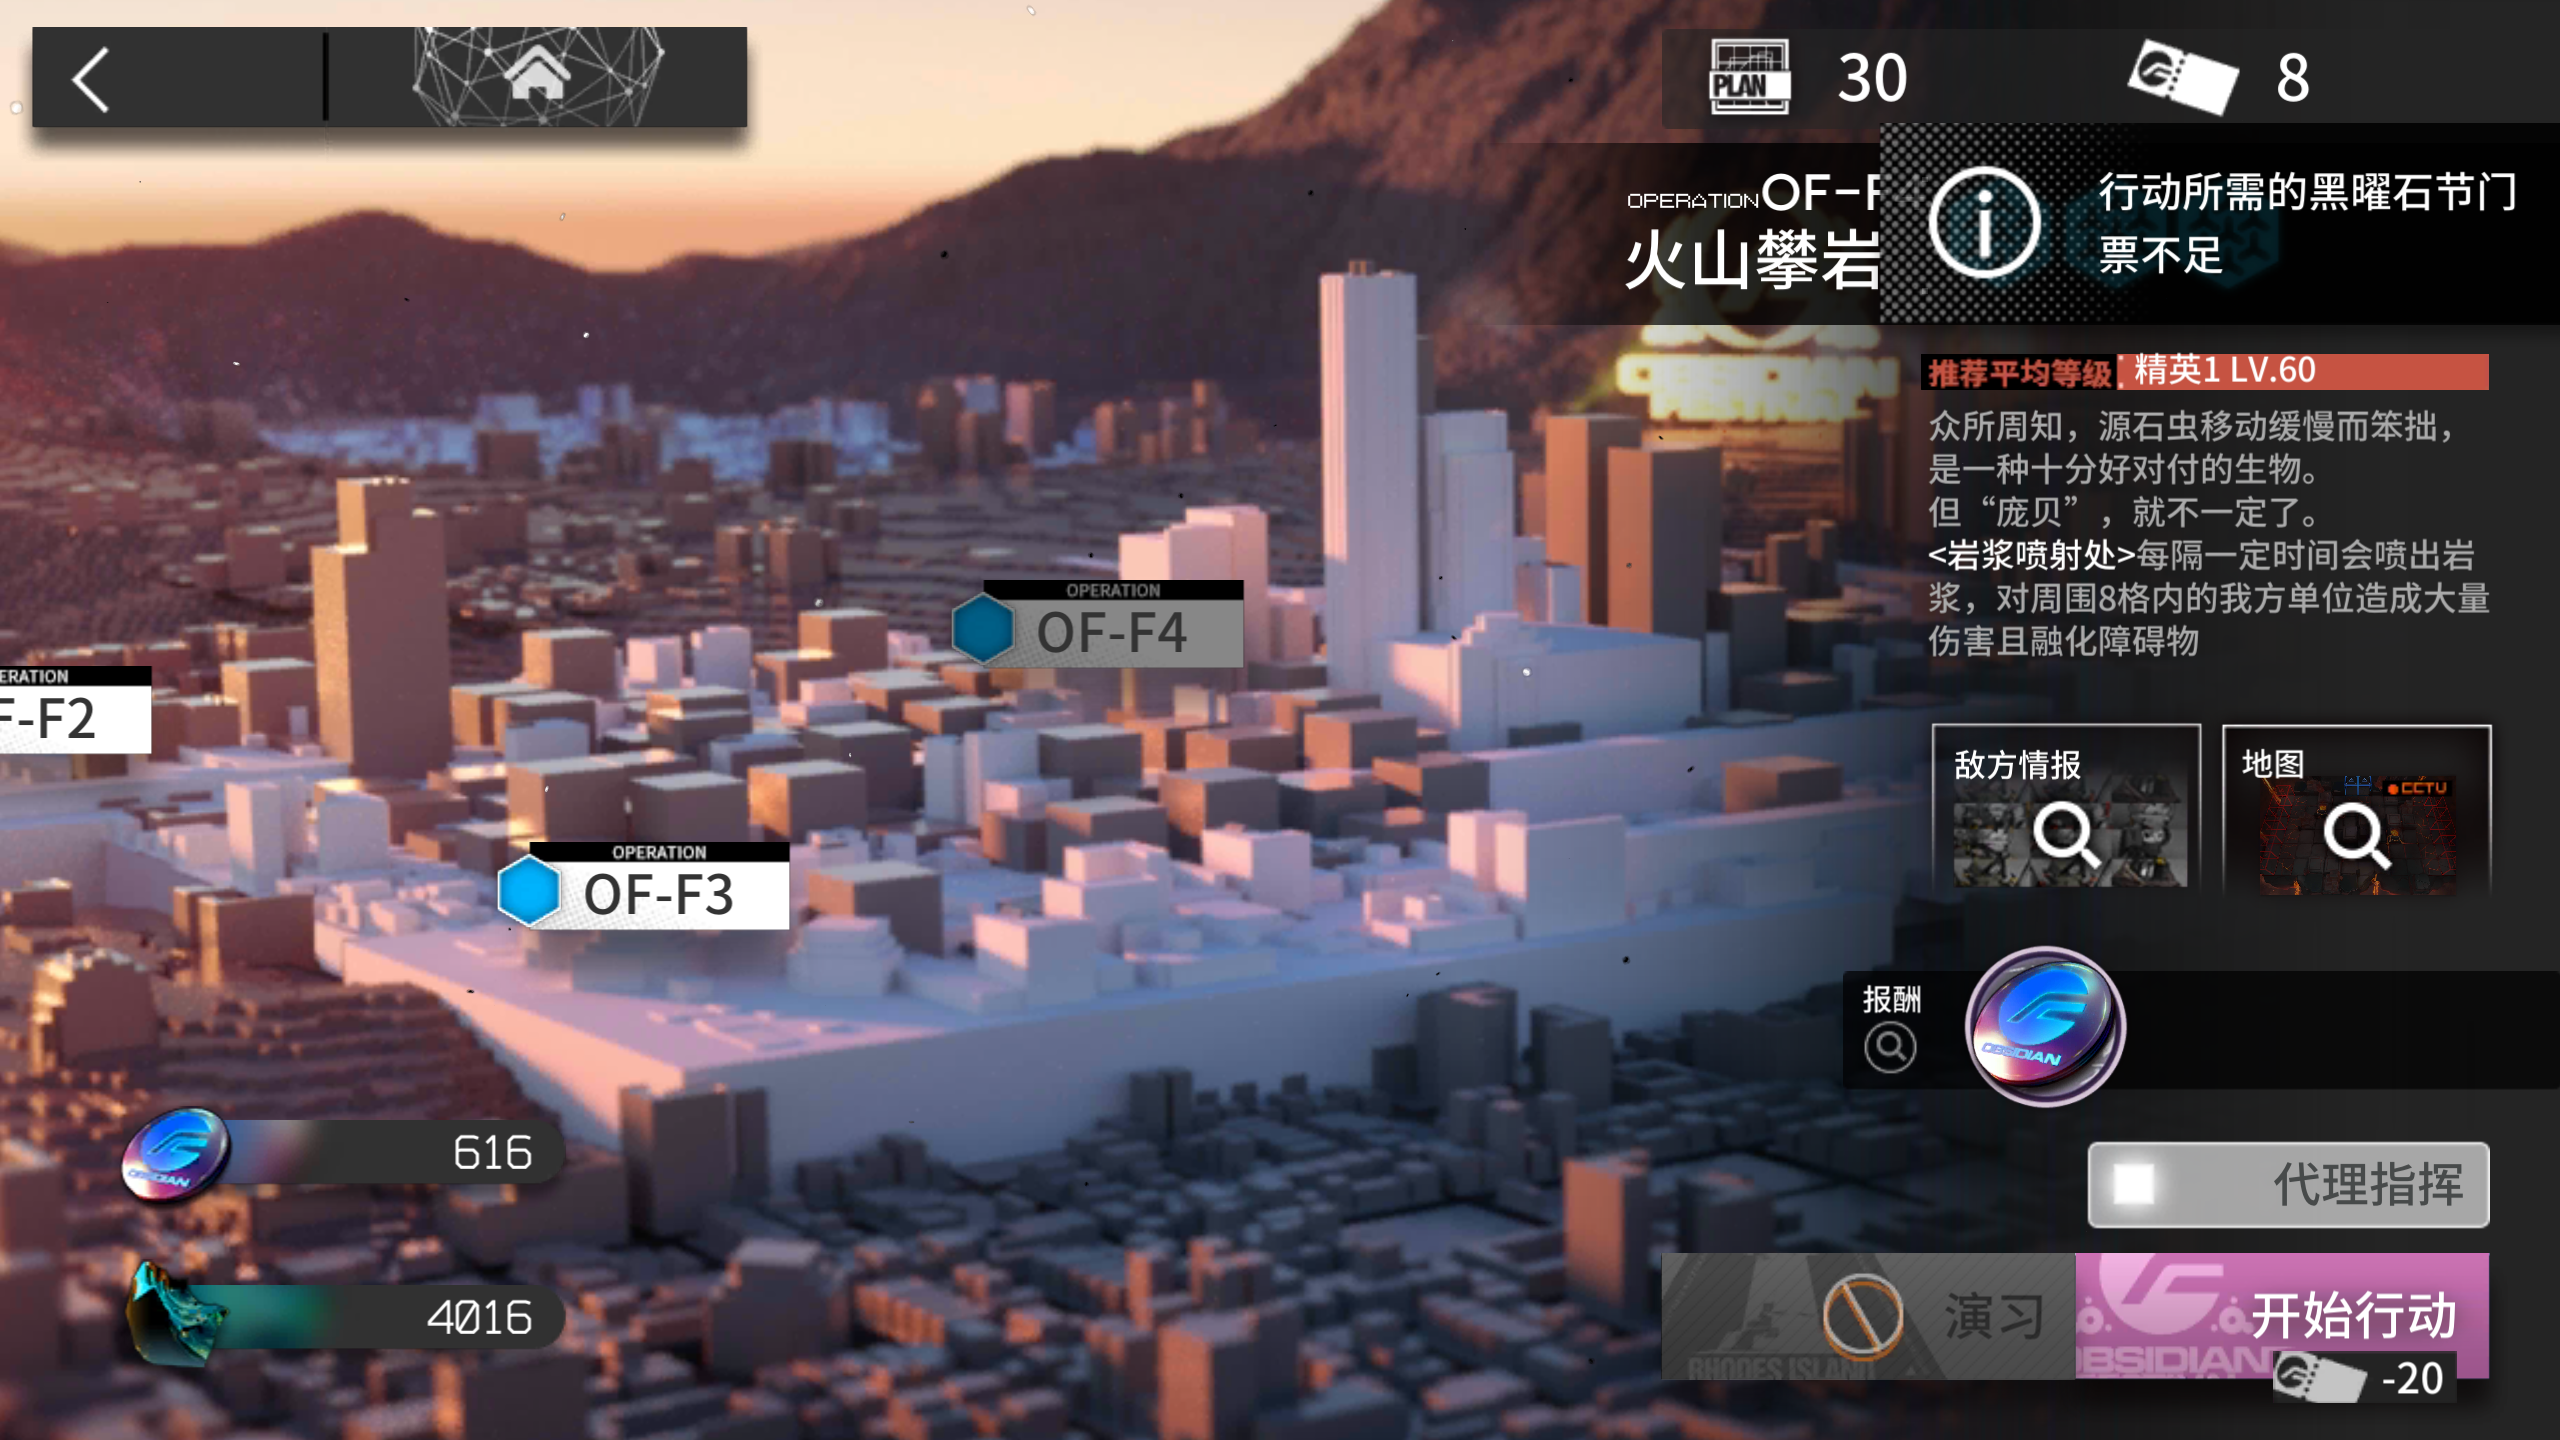 PLAN
30
8
OPERATION OF-F
火山攀岩
行动所需的黑曜石节门
票不足
推荐平均等级: 精英1 LV.60
众所周知，源石虫移动缓慢而笨拙，
是一种十分好对付的生物。
但“庞贝”，就不一定了。
<岩浆喷射处>每隔一定时间会喷出岩
浆，对周围8格内的我方单位造成大量
伤害且融化障碍物
OPERATION
OF-F4
ERATION
F-F2
敌方情报
地图
CCTV
OPERATION
OF-F3
报酬
OBSIDIAN
OBSIDIAN
616
代理指挥
4016
演习
RHODES ISLAND
开始行动
OBSIDIAN
-20